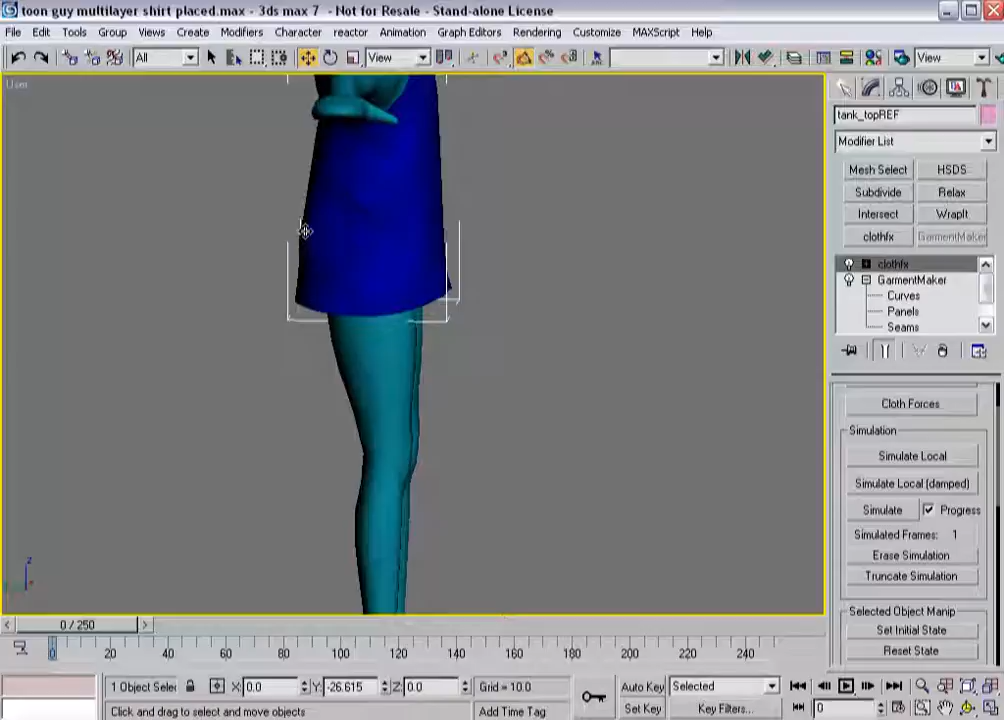 toon guy multilayer shirt placed.max - 3ds max 7 - Not for Resale - Stand-alone License
File Edit Tools Group Views Create Modifiers Character reactor Animation Graph Editors Rendering Customize MAXScript Help
All View View
User
tank_topREF
Modifier List
Mesh Select HSDS
Subdivide Relax
Intersect WrapIt
clothfx GarmentMaker
clothfx
GarmentMaker
Curves
Panels
Seams
Cloth Forces
Simulation
Simulate Local
Simulate Local (damped)
Simulate Progress
Simulated Frames: 1
Erase Simulation
Truncate Simulation
Selected Object Manip
Set Initial State
Reset State
z
< 0 / 250 >
0 20 40 60 80 100 120 140 160 180 200 220 240
1 Object Selec X: 0.0 Y: -26.615 Z: 0.0 Grid = 10.0 Auto Key Selected
Click and drag to select and move objects Add Time Tag Set Key Key Filters... 0